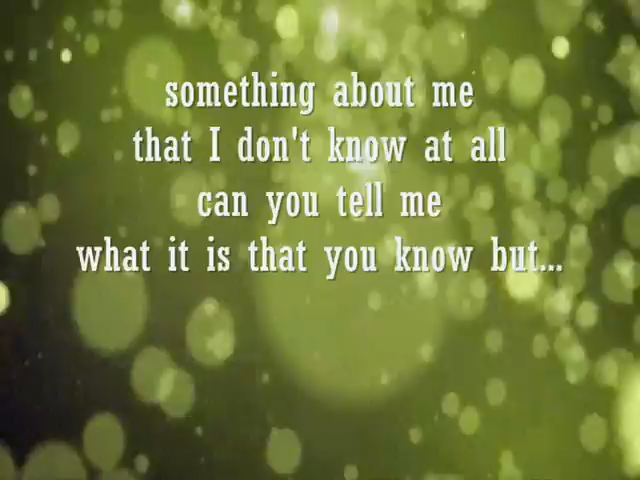 something about me
that I don't know at all
can you tell me
what it is that you know but...